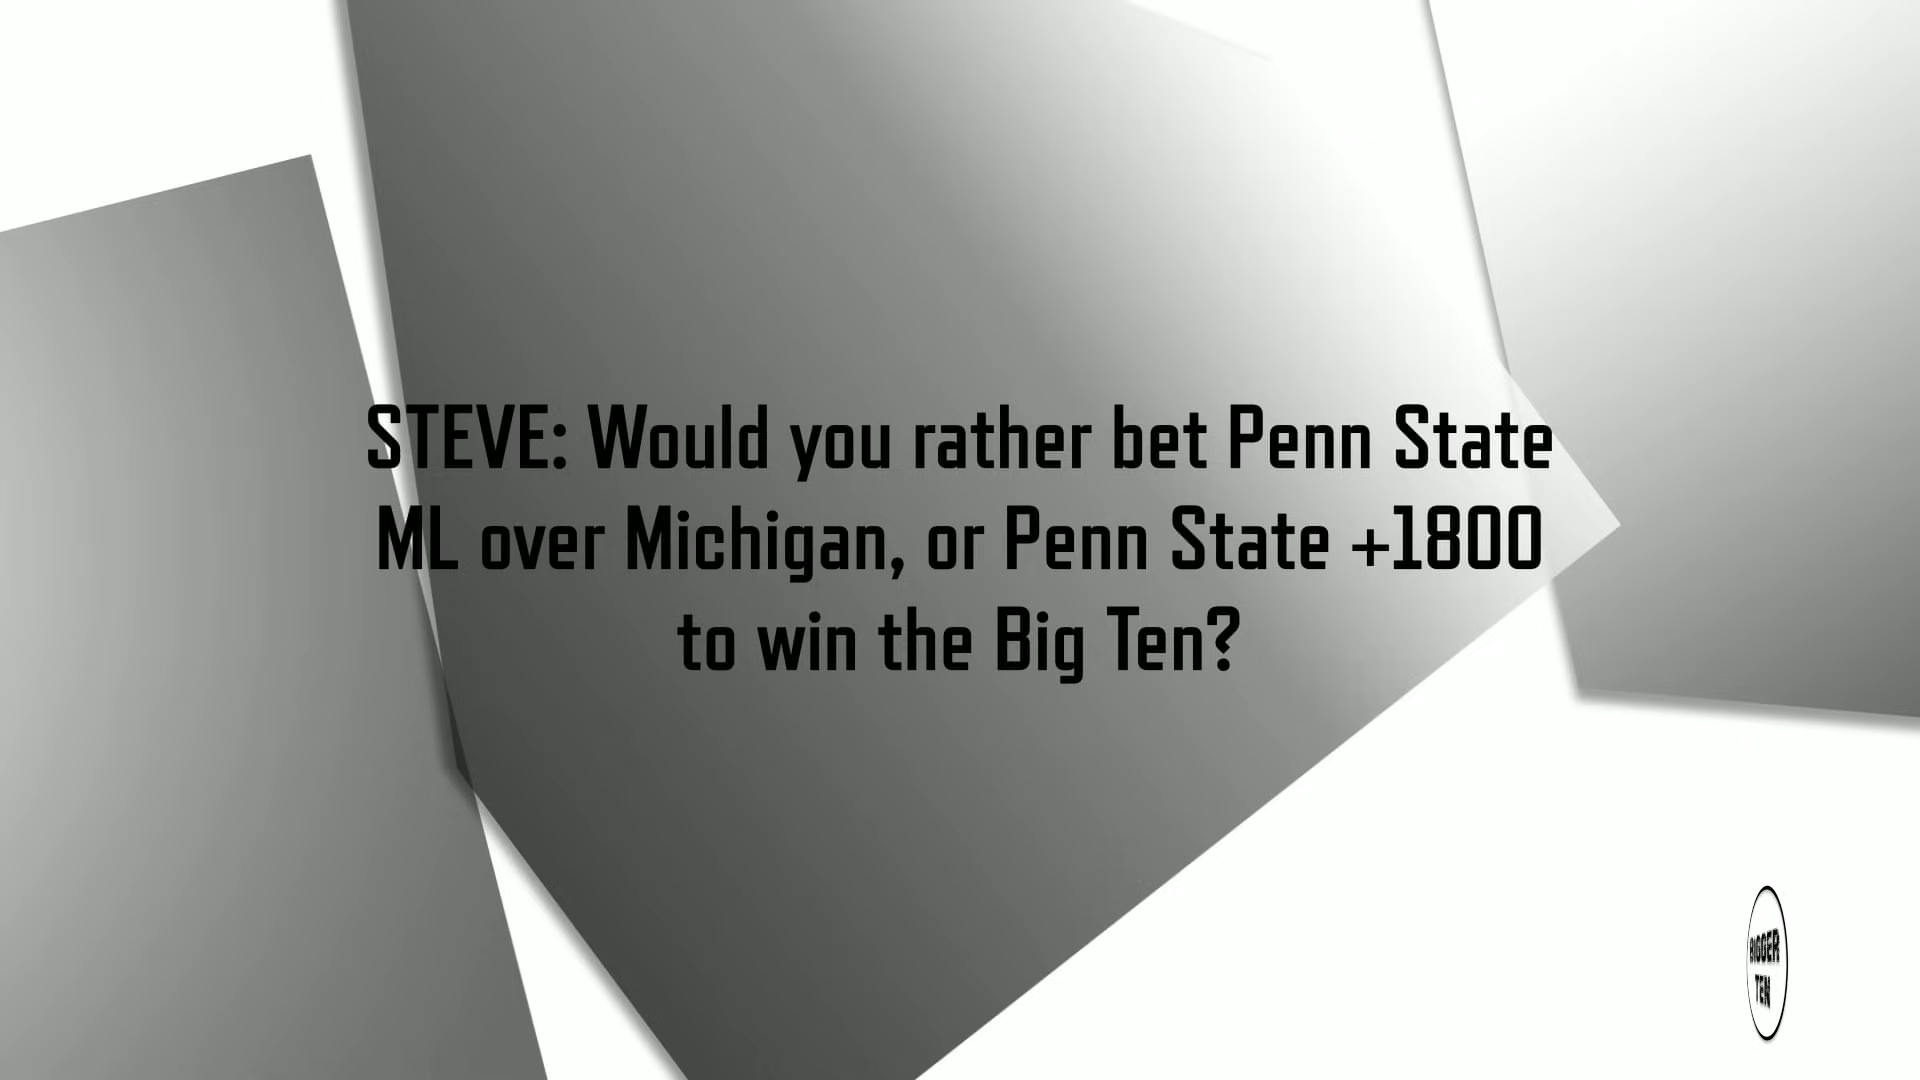 STEVE: Would you rather bet Penn State
ML over Michigan, or Penn State +1800
to win the Big Ten?
BIGGER
TEN